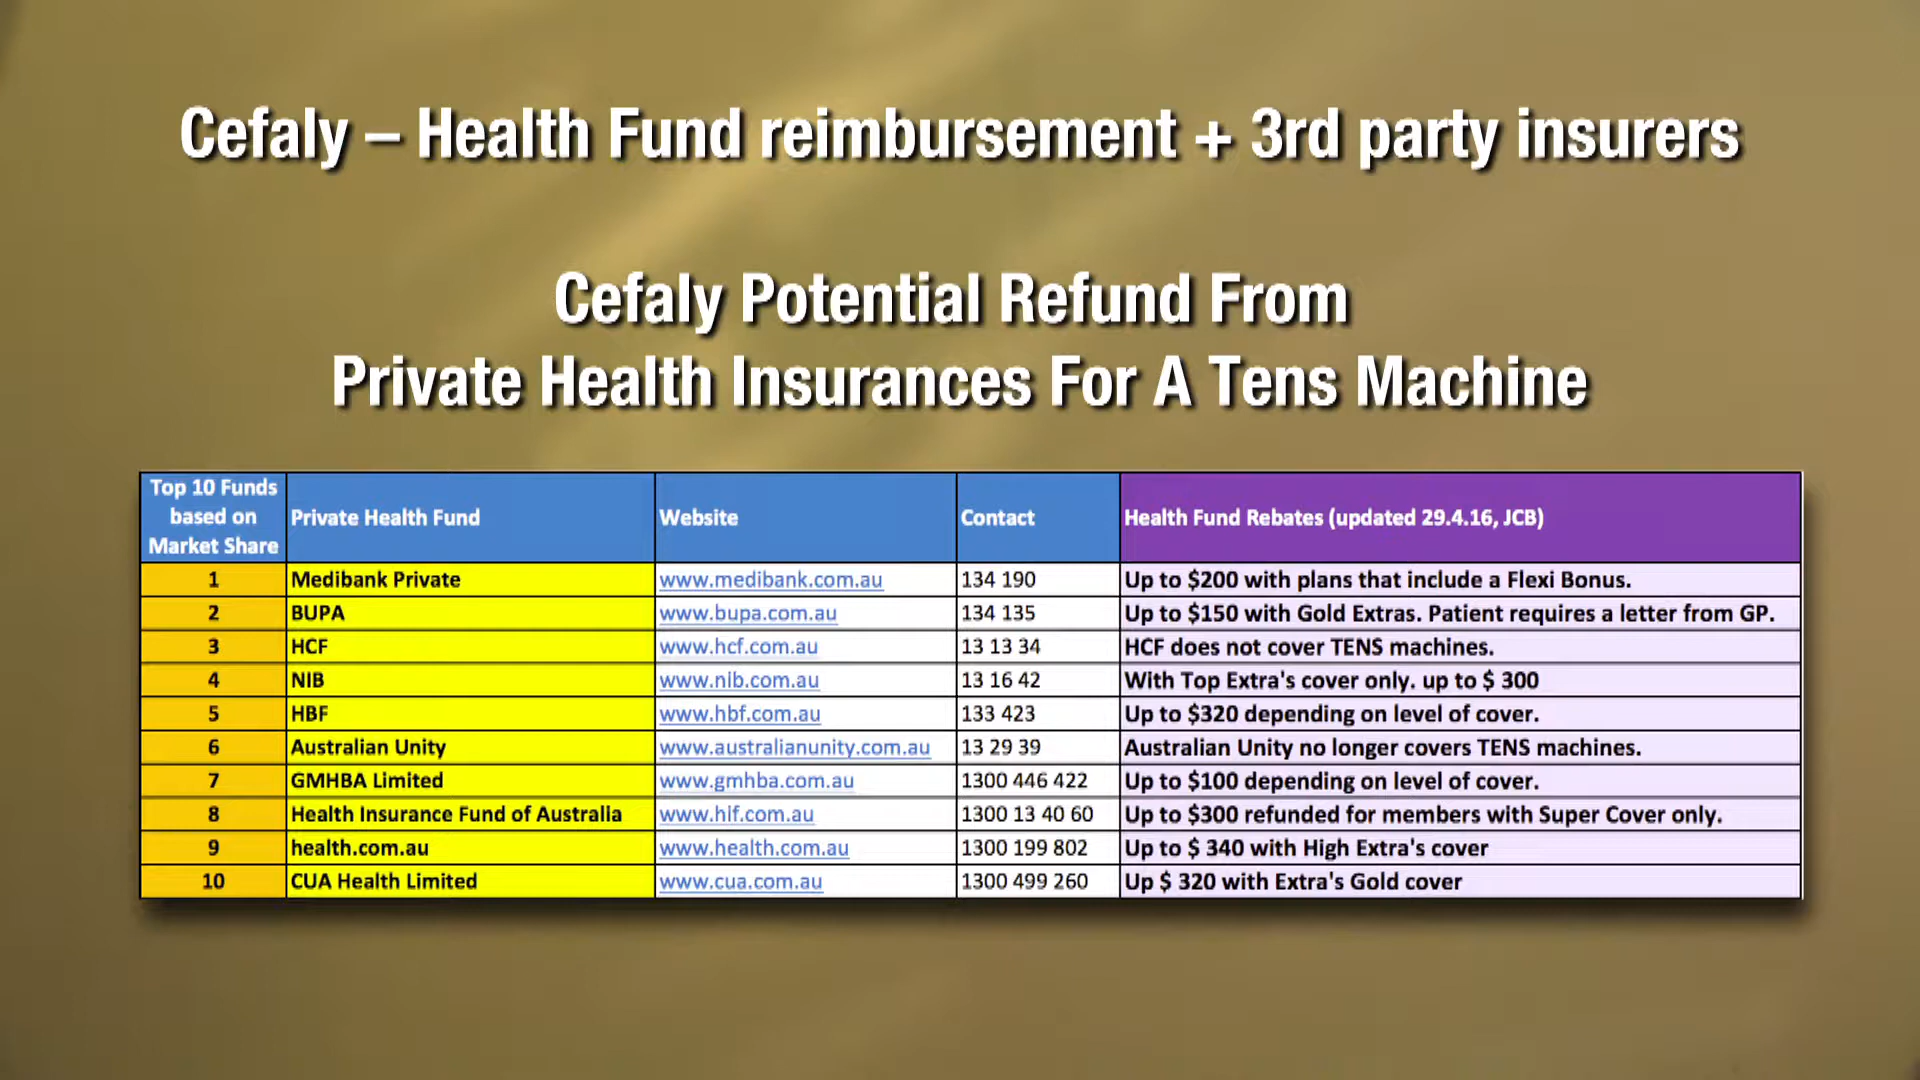 Cefaly – Health Fund reimbursement + 3rd party insurers
Cefaly Potential Refund From
Private Health Insurances For A Tens Machine
Top 10 Funds based on Market Share Private Health Fund Website Contact Health Fund Rebates (updated 29.4.16, JCB)
1 Medibank Private www.medibank.com.au 134 190 Up to $200 with plans that include a Flexi Bonus.
2 BUPA www.bupa.com.au 134 135 Up to $150 with Gold Extras. Patient requires a letter from GP.
3 HCF www.hcf.com.au 13 13 34 HCF does not cover TENS machines.
4 NIB www.nib.com.au 13 16 42 With Top Extra's cover only. up to $ 300
5 HBF www.hbf.com.au 133 423 Up to $320 depending on level of cover.
6 Australian Unity www.australianunity.com.au 13 29 39 Australian Unity no longer covers TENS machines.
7 GMHBA Limited www.gmhba.com.au 1300 446 422 Up to $100 depending on level of cover.
8 Health Insurance Fund of Australia www.hif.com.au 1300 13 40 60 Up to $300 refunded for members with Super Cover only.
9 health.com.au www.health.com.au 1300 199 802 Up to $ 340 with High Extra's cover
10 CUA Health Limited www.cua.com.au 1300 499 260 Up $ 320 with Extra's Gold cover